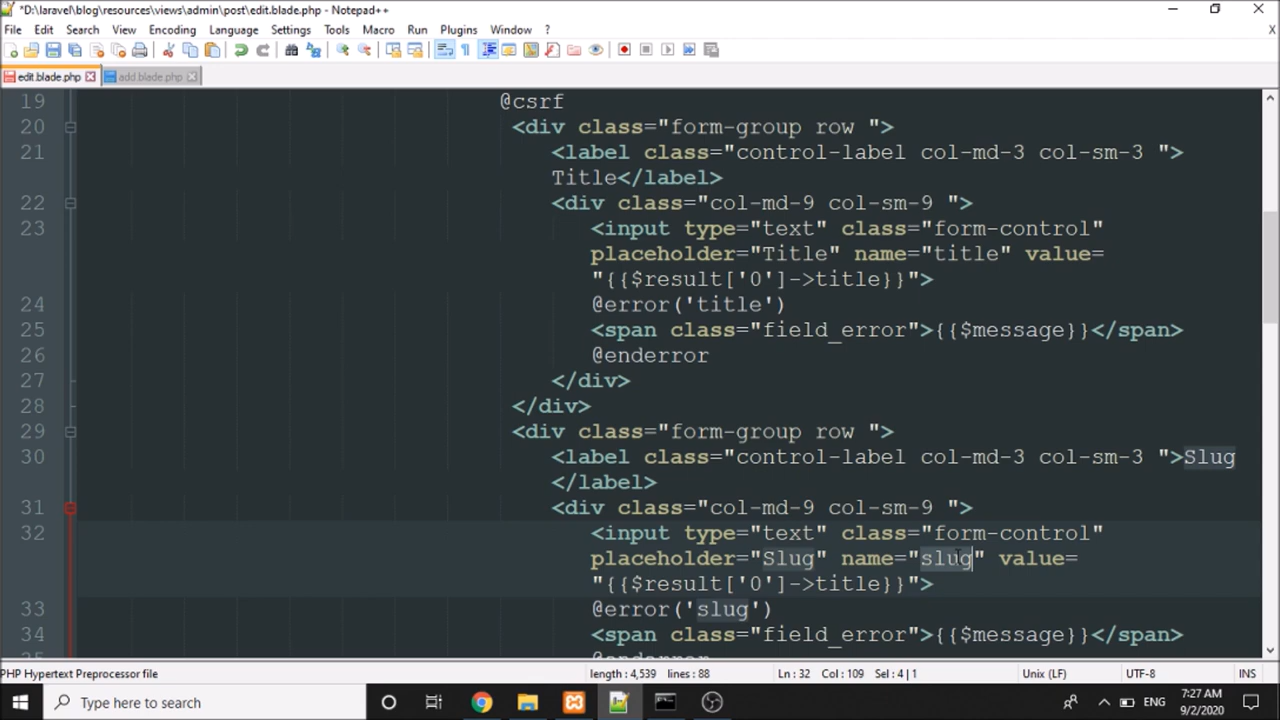 *D:\laravel\blog\resources\views\admin\post\edit.blade.php - Notepad++
File Edit Search View Encoding Language Settings Tools Macro Run Plugins Window ? X
edit.blade.php add.blade.php
19 @csrf
20 <div class="form-group row ">
21 <label class="control-label col-md-3 col-sm-3 ">
Title</label>
22 <div class="col-md-9 col-sm-9 ">
23 <input type="text" class="form-control"
placeholder="Title" name="title" value=
"{{$result['0']->title}}">
24 @error('title')
25 <span class="field_error">{{$message}}</span>
26 @enderror
27 </div>
28 </div>
29 <div class="form-group row ">
30 <label class="control-label col-md-3 col-sm-3 ">Slug
</label>
31 <div class="col-md-9 col-sm-9 ">
32 <input type="text" class="form-control"
placeholder="Slug" name="slug" value=
"{{$result['0']->title}}">
33 @error('slug')
34 <span class="field_error">{{$message}}</span>
PHP Hypertext Preprocessor file length : 4,539 lines : 88 Ln : 32 Col : 109 Sel : 4 | 1 Unix (LF) UTF-8 INS
Type here to search ENG 7:27 AM
9/2/2020